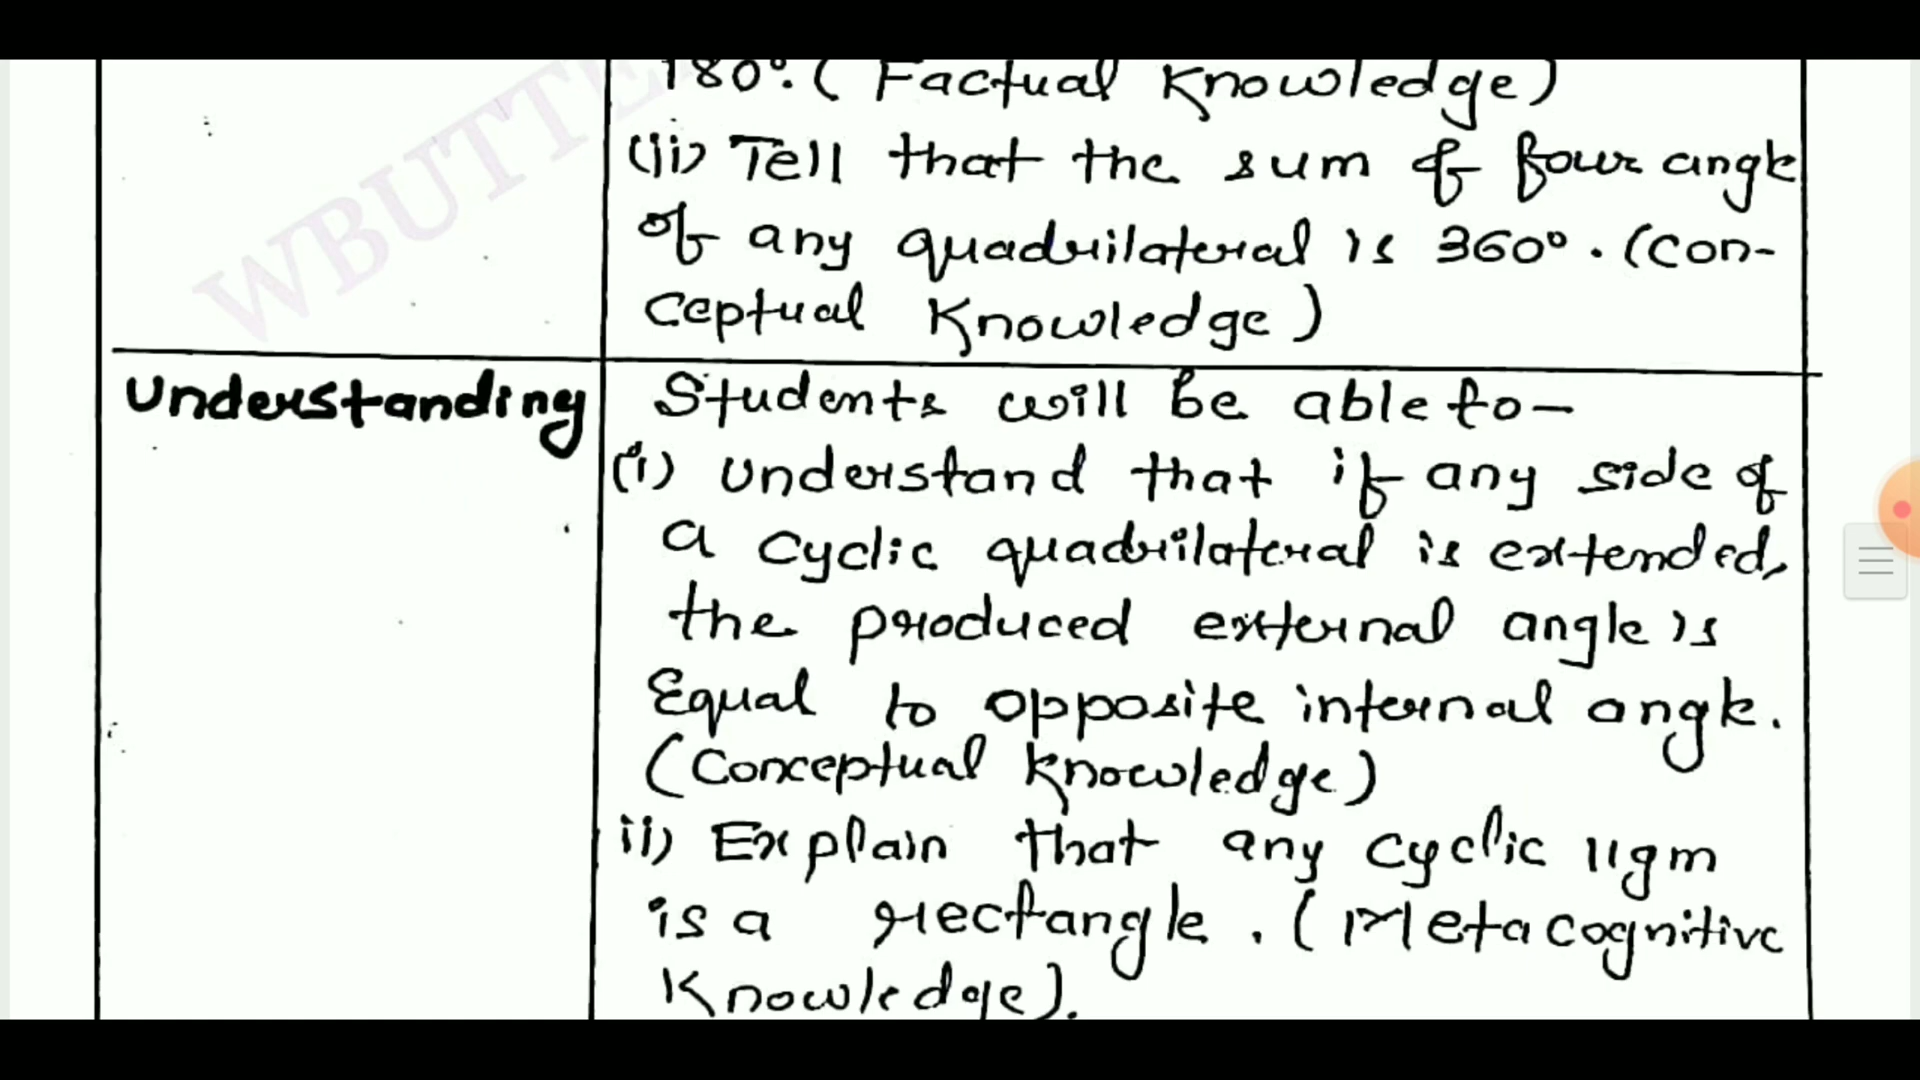 180°. ( Factual Knowledge)
(ii) Tell that the sum of four angle
of any quadrilateral is 360°. (Con-
ceptual Knowledge)
Understanding
Students will be able to-
(i) Understand that if any side of
a cyclic quadrilateral is extended,
the produced external angle is
Equal to opposite internal angle.
(Conceptual knowledge)
ii) Explain that any cyclic 11gm
is a rectangle. (Metacognitive
Knowledge).